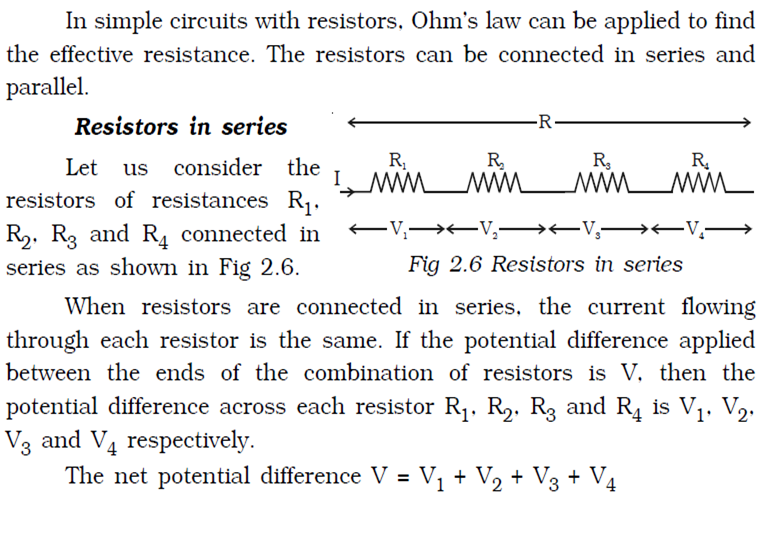 In simple circuits with resistors, Ohm's law can be applied to find
the effective resistance. The resistors can be connected in series and
parallel.
Resistors in series
Let us consider the
resistors of resistances R₁,
R₂, R₃ and R₄ connected in
series as shown in Fig 2.6.
R
I R₁ R₂ R₃ R₄
V₁ V₂ V₃ V₄
Fig 2.6 Resistors in series
When resistors are connected in series, the current flowing
through each resistor is the same. If the potential difference applied
between the ends of the combination of resistors is V, then the
potential difference across each resistor R₁, R₂, R₃ and R₄ is V₁, V₂,
V₃ and V₄ respectively.
The net potential difference V = V₁ + V₂ + V₃ + V₄